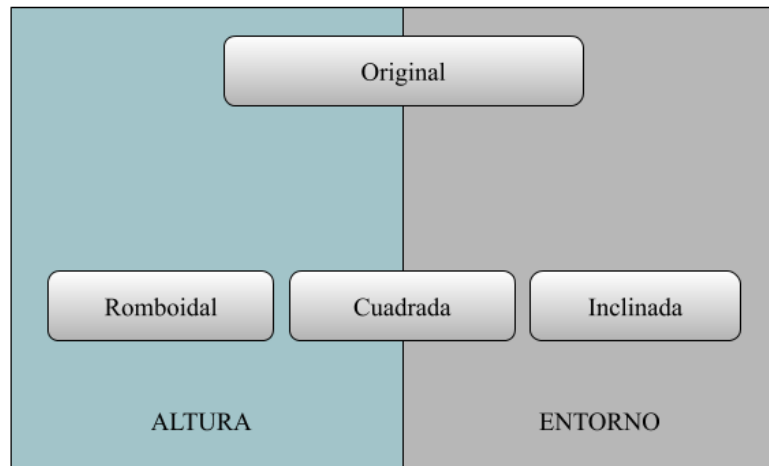 Original
Romboidal
Cuadrada
Inclinada
ALTURA
ENTORNO